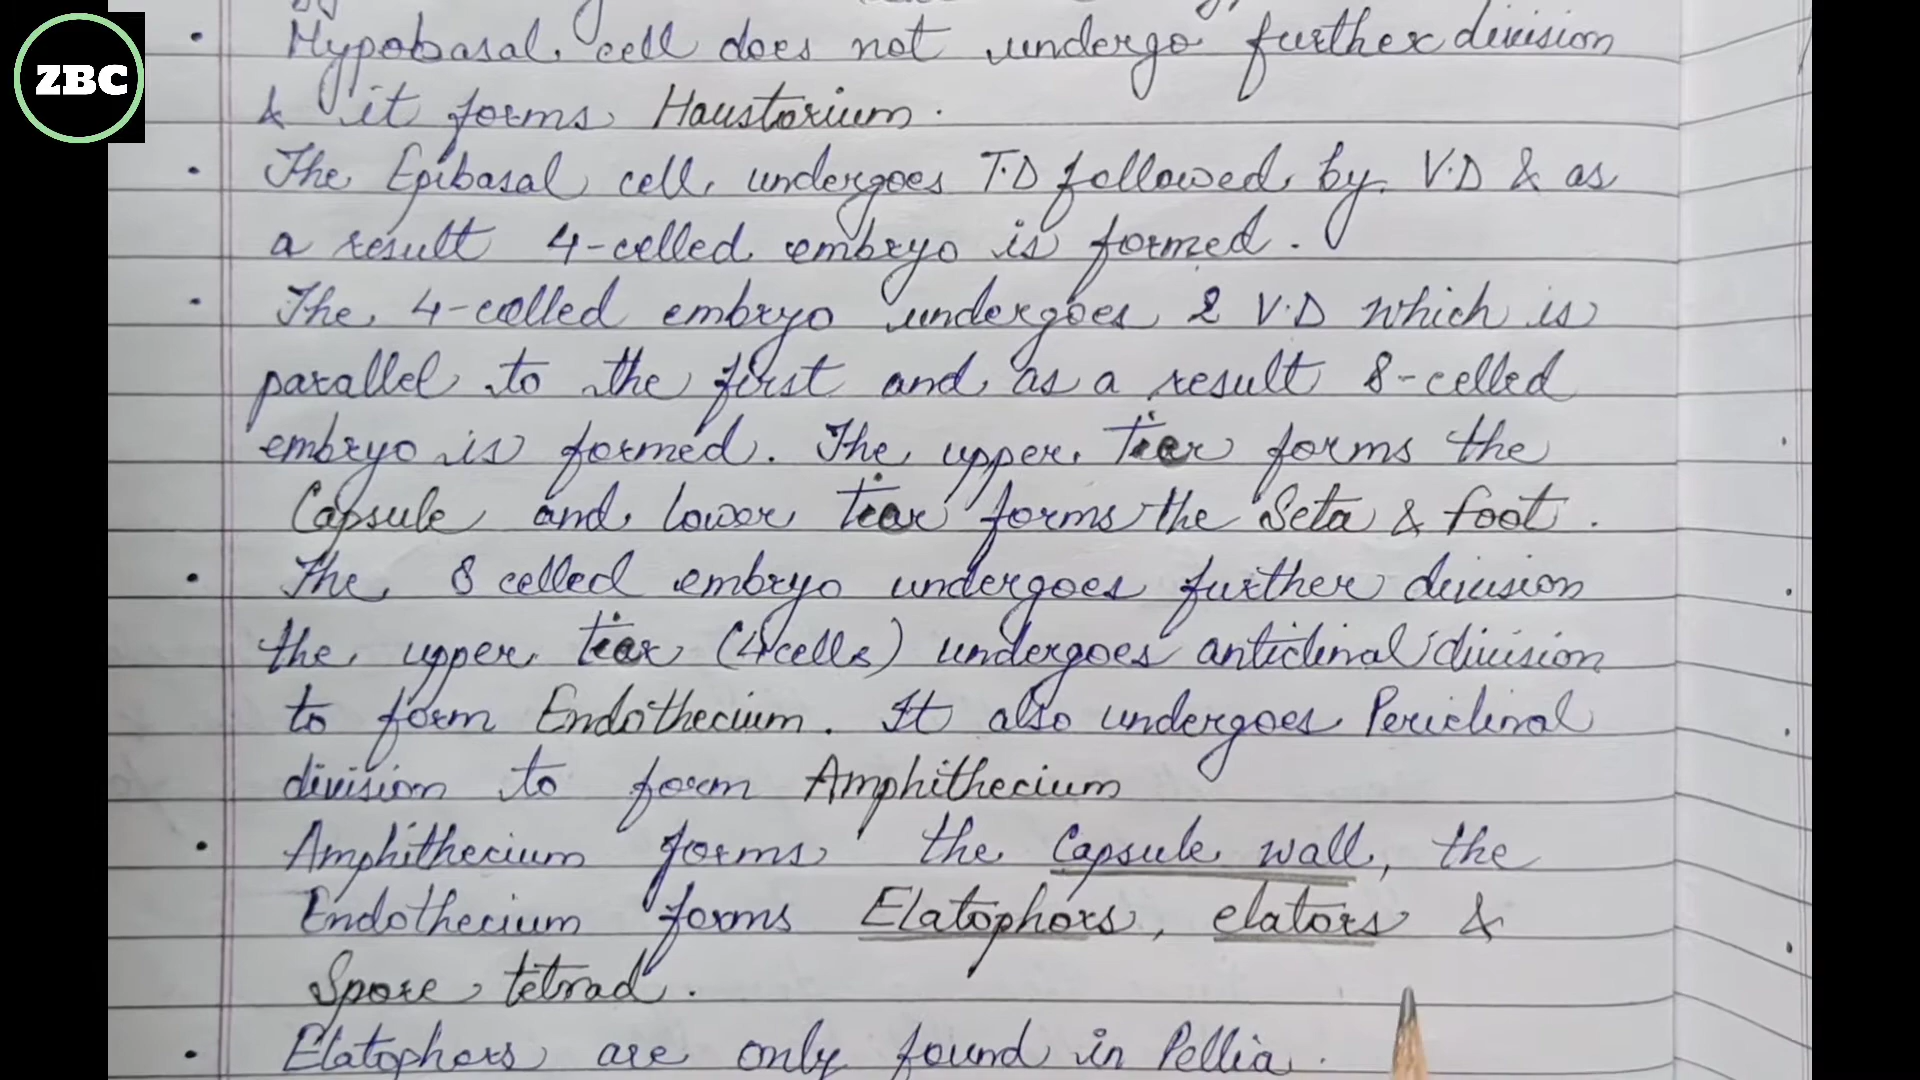 ZBC
• Hypobasal cell does not undergo further division
& it forms Haustorium.
• The Epibasal cell undergoes T.D followed by V.D & as
a result 4-celled embryo is formed.
• The 4-celled embryo undergoes 2 V.D which is
parallel to the first and as a result 8-celled
embryo is formed. The upper tier forms the
Capsule and lower tier forms the Seta & foot.
• The 8 celled embryo undergoes further division
the upper tier (4cells) undergoes anticlinal division
to form Endothecium. It also undergoes Periclinal
division to form Amphithecium
• Amphithecium forms the Capsule wall, the
Endothecium forms Elatophors, elators &
Spore tetrad.
• Elatophors are only found in Pellia.